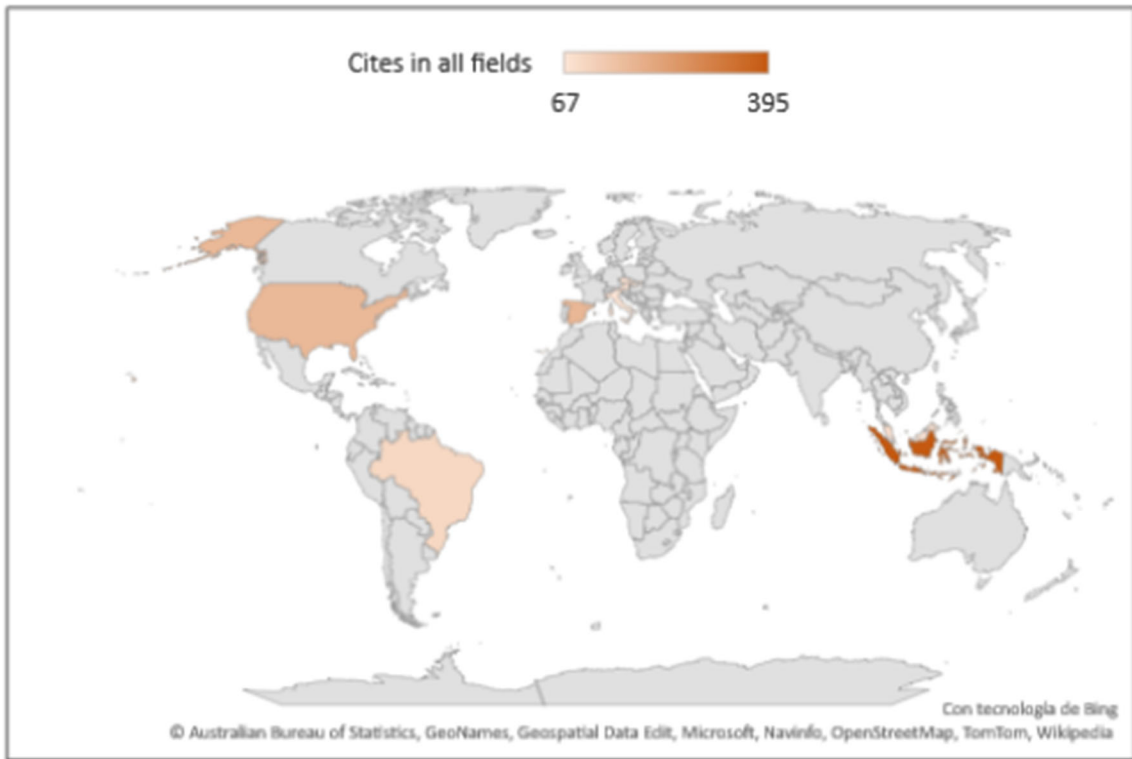 Cites in all fields
67 395
Con tecnología de Bing
© Australian Bureau of Statistics, GeoNames, Geospatial Data Edit, Microsoft, Navinfo, OpenStreetMap, TomTom, Wikipedia